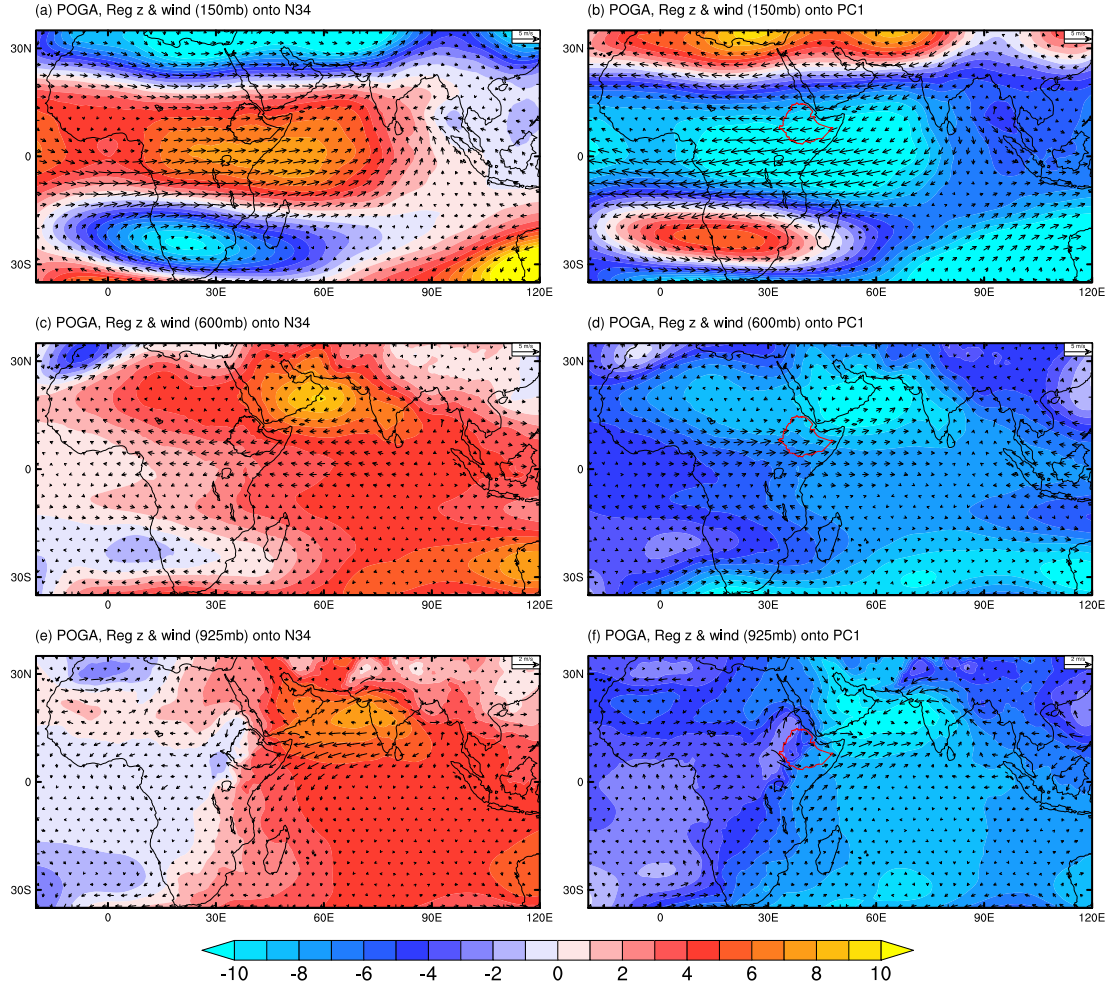 (a) POGA, Reg z & wind (150mb) onto N34
(b) POGA, Reg z & wind (150mb) onto PC1
5 m/s
5 m/s
30N
0
30S
0
30E
60E
90E
120E
30N
0
30S
0
30E
60E
90E
120E
(c) POGA, Reg z & wind (600mb) onto N34
(d) POGA, Reg z & wind (600mb) onto PC1
5 m/s
5 m/s
30N
0
30S
0
30E
60E
90E
120E
30N
0
30S
0
30E
60E
90E
120E
(e) POGA, Reg z & wind (925mb) onto N34
(f) POGA, Reg z & wind (925mb) onto PC1
2 m/s
2 m/s
30N
0
30S
0
30E
60E
90E
120E
30N
0
30S
0
30E
60E
90E
120E
-10 -8 -6 -4 -2 0 2 4 6 8 10